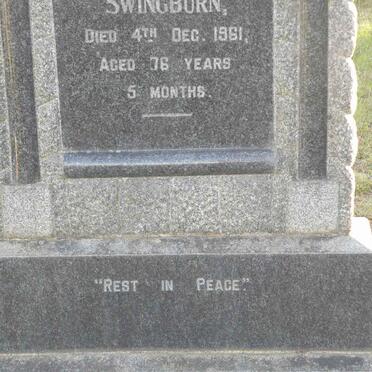 SWINGBURN,
DIED 4TH DEC. 1961,
AGED 76 YEARS
5 MONTHS.
"REST IN PEACE."